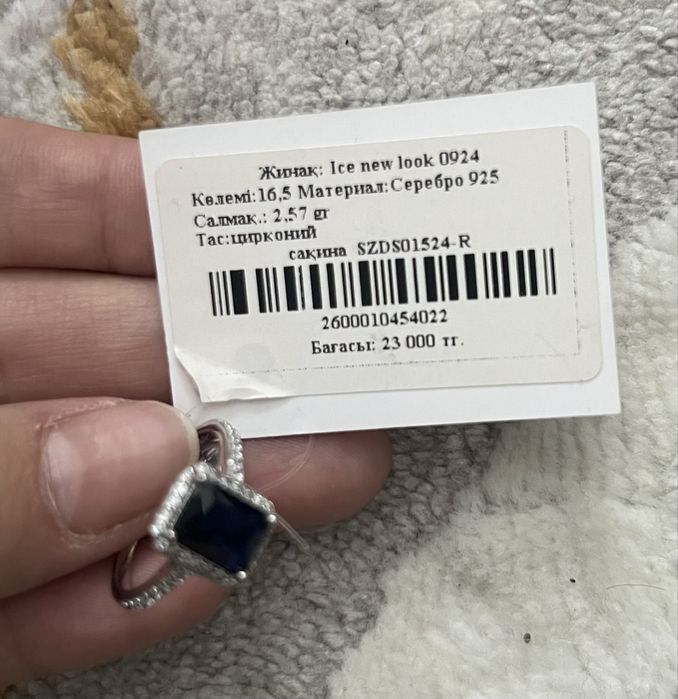 Жинақ: Ice new look 0924
Көлемі:16,5 Материал:Серебро 925
Салмақ.: 2,57 gr
Тас:цирконий
сақина SZDS01524-R
2600010454022
Бағасы: 23 000 тг.